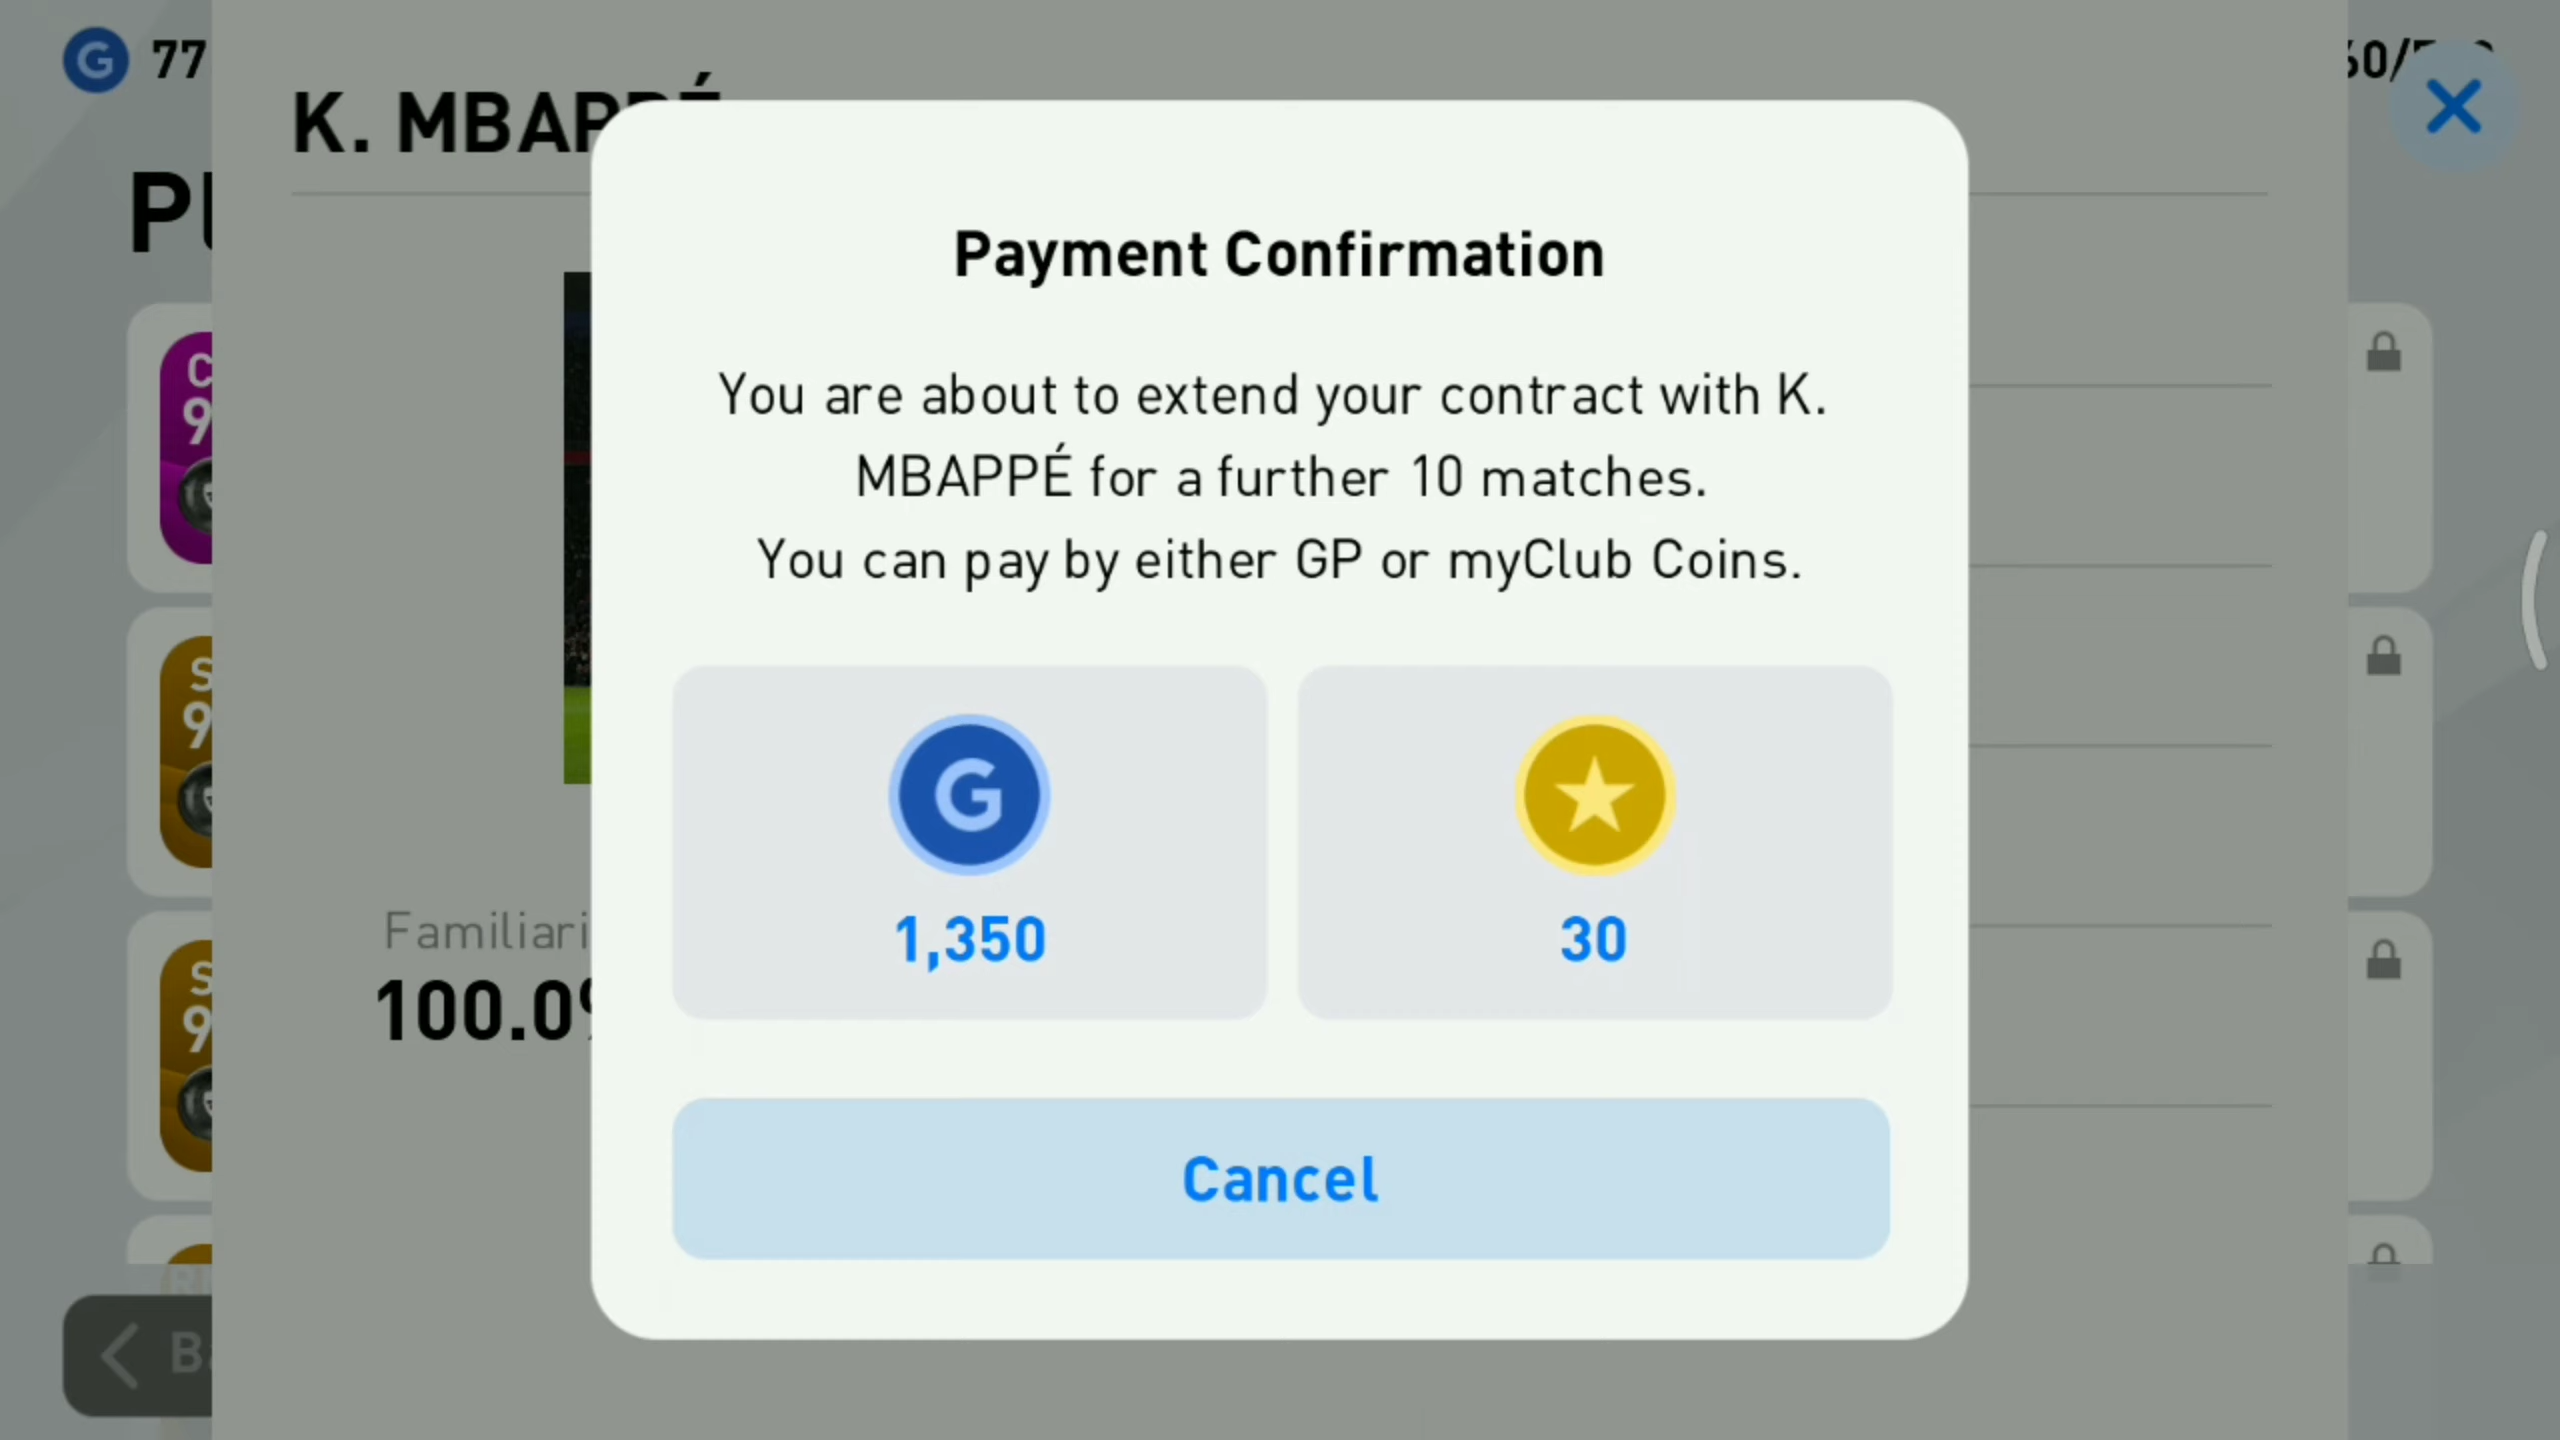 G 77
K. MBAPPÉ
Payment Confirmation
You are about to extend your contract with K.
MBAPPÉ for a further 10 matches.
You can pay by either GP or myClub Coins.
G
1,350
30
100.0
Cancel